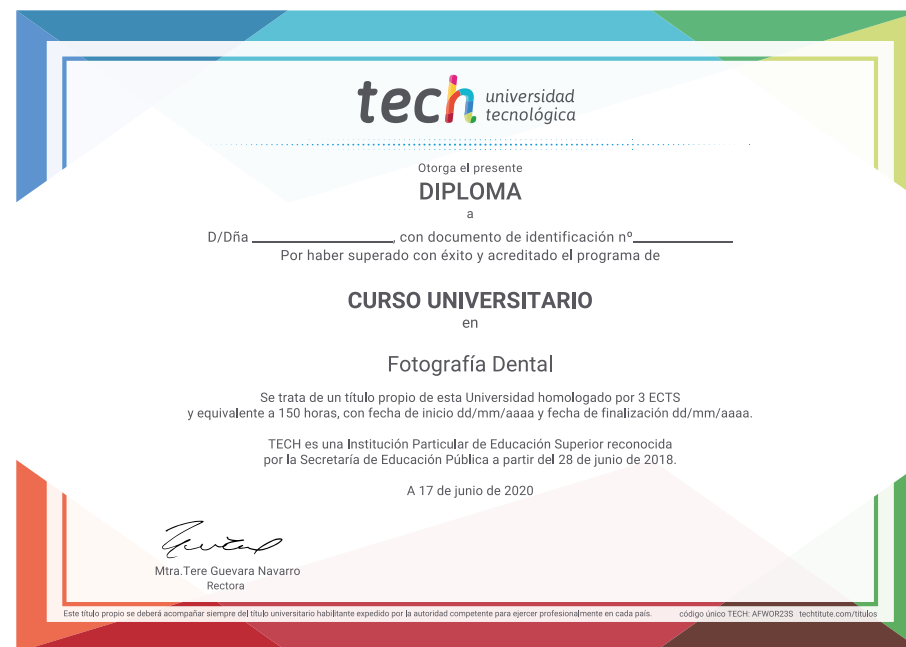 tech universidad
tecnológica
Otorga el presente
DIPLOMA
a
D/Dña ____________________, con documento de identificación nº______________
Por haber superado con éxito y acreditado el programa de
CURSO UNIVERSITARIO
en
Fotografía Dental
Se trata de un título propio de esta Universidad homologado por 3 ECTS
y equivalente a 150 horas, con fecha de inicio dd/mm/aaaa y fecha de finalización dd/mm/aaaa.
TECH es una Institución Particular de Educación Superior reconocida
por la Secretaría de Educación Pública a partir del 28 de junio de 2018.
A 17 de junio de 2020
Mtra.Tere Guevara Navarro
Rectora
Este título propio se deberá acompañar siempre del título universitario habilitante expedido por la autoridad competente para ejercer profesionalmente en cada país. código único TECH: AFWOR23S techtitute.com/titulos